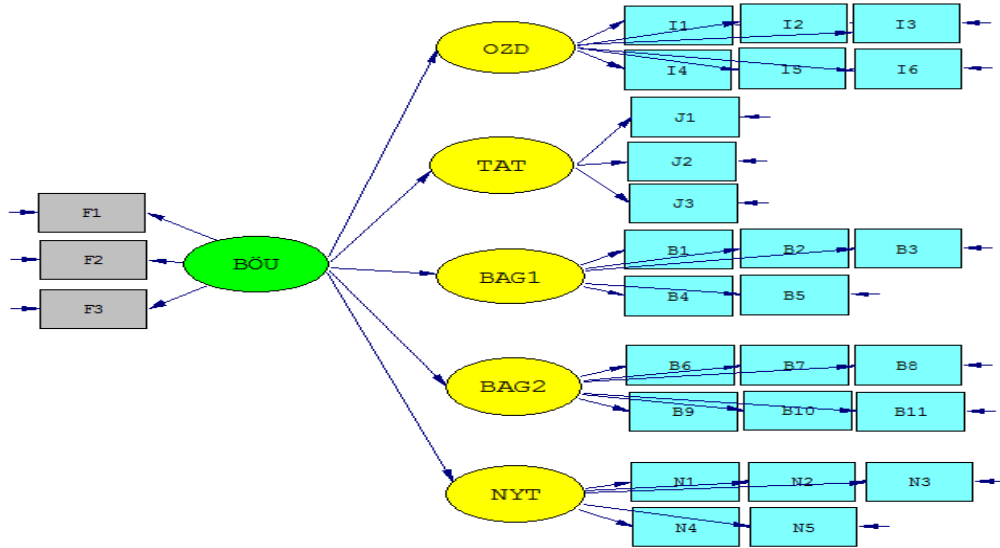 OZD
I1 I2 I3
I4 I5 I6
TAT
J1
J2
J3
F1
F2
F3
BÖU
BAG1
B1 B2 B3
B4 B5
BAG2
B6 B7 B8
B9 B10 B11
NYT
N1 N2 N3
N4 N5